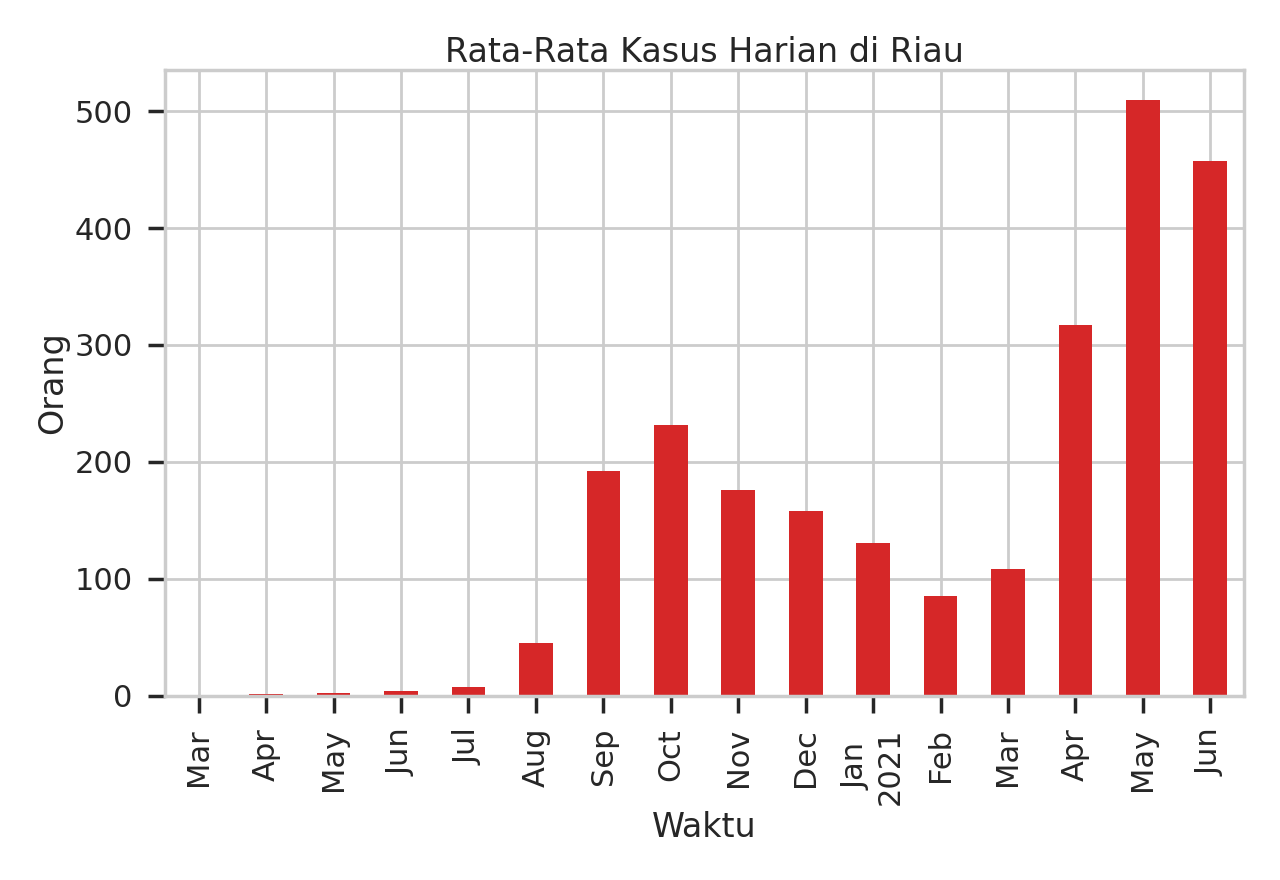 Rata-Rata Kasus Harian di Riau
Orang
500
400
300
200
100
0
Mar
Apr
May
Jun
Jul
Aug
Sep
Oct
Nov
Dec
Jan
2021
Feb
Mar
Apr
May
Jun
Waktu